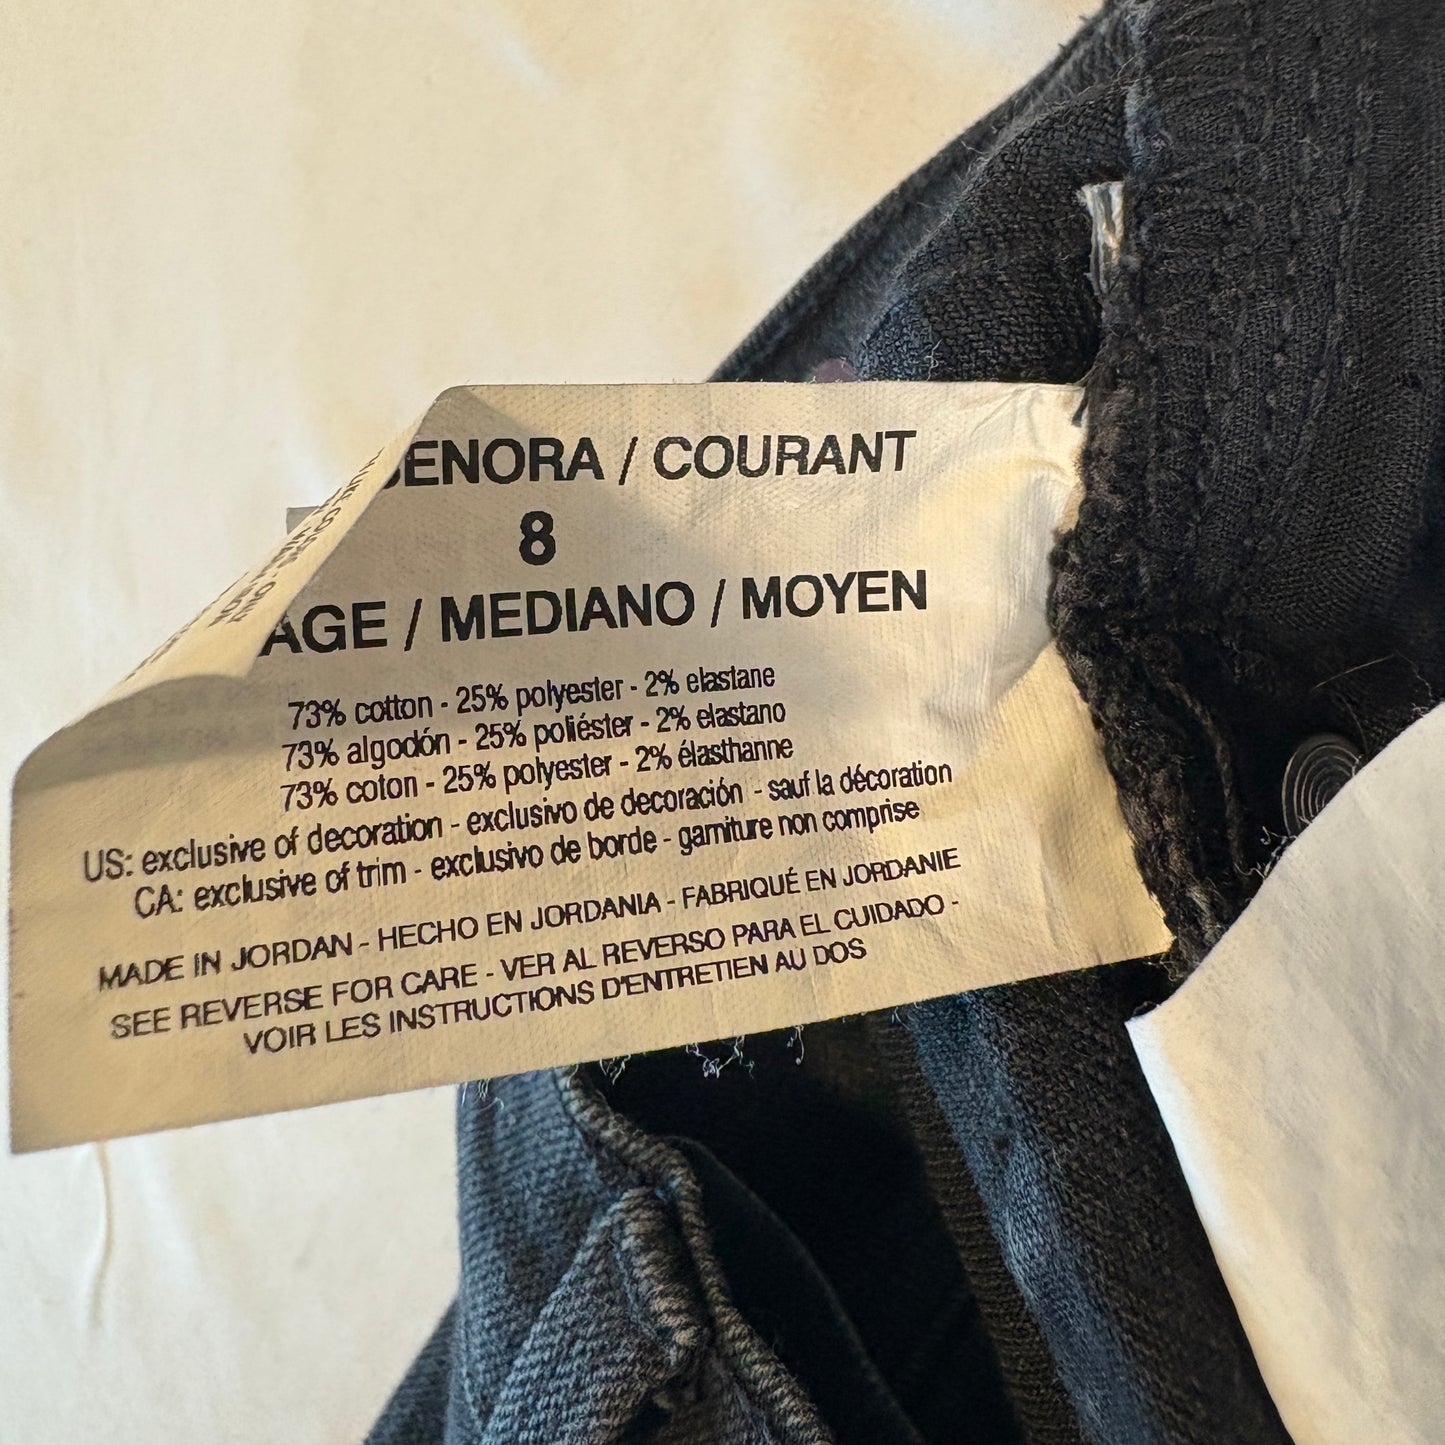 SENORA / COURANT
8
AGE / MEDIANO / MOYEN
73% cotton - 25% polyester - 2% elastane
73% algodón - 25% poliéster - 2% elastano
73% coton - 25% polyester - 2% élasthanne
US: exclusive of decoration - exclusivo de decoración - sauf la décoration
CA: exclusive of trim - exclusivo de borde - garniture non comprise
MADE IN JORDAN - HECHO EN JORDANIA - FABRIQUÉ EN JORDANIE
SEE REVERSE FOR CARE - VER AL REVERSO PARA EL CUIDADO -
VOIR LES INSTRUCTIONS D'ENTRETIEN AU DOS